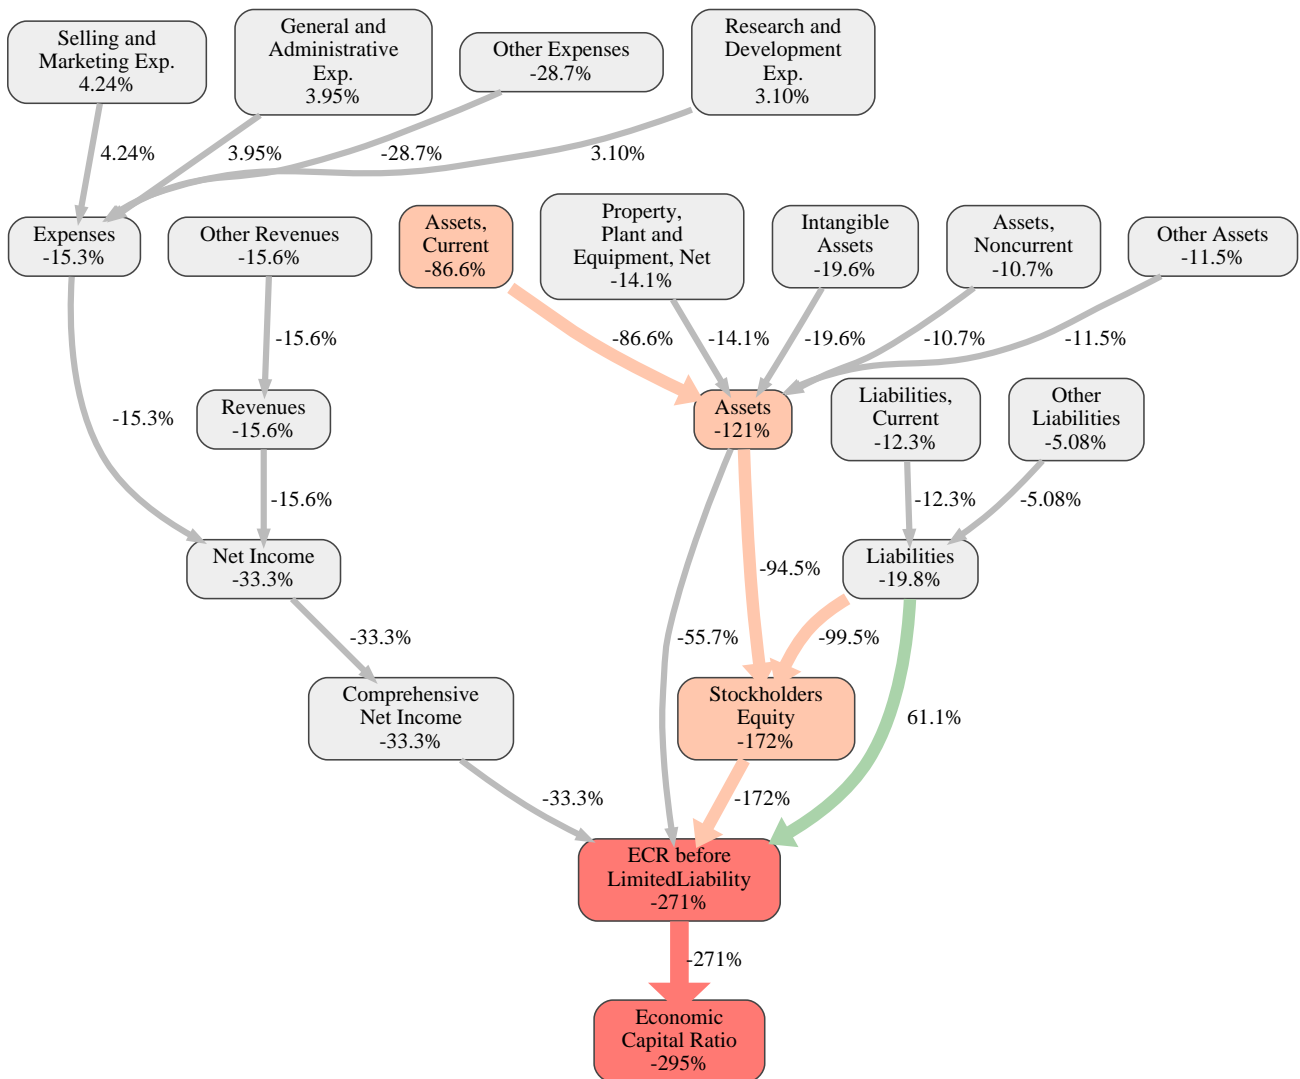 Selling and
Marketing Exp.
4.24%
General and
Administrative
Exp.
3.95%
Other Expenses
-28.7%
Research and
Development
Exp.
3.10%
4.24%
3.95%
-28.7%
3.10%
Expenses
-15.3%
Other Revenues
-15.6%
Assets,
Current
-86.6%
Property,
Plant and
Equipment, Net
-14.1%
Intangible
Assets
-19.6%
Assets,
Noncurrent
-10.7%
Other Assets
-11.5%
-15.6%
-86.6%
-14.1%
-19.6%
-10.7%
-11.5%
-15.3%
Revenues
-15.6%
Assets
-121%
Liabilities,
Current
-12.3%
Other
Liabilities
-5.08%
-15.6%
-12.3%
-5.08%
Net Income
-33.3%
-94.5%
Liabilities
-19.8%
-33.3%
-55.7%
-99.5%
Comprehensive
Net Income
-33.3%
Stockholders
Equity
-172%
61.1%
-33.3%
-172%
ECR before
LimitedLiability
-271%
-271%
Economic
Capital Ratio
-295%